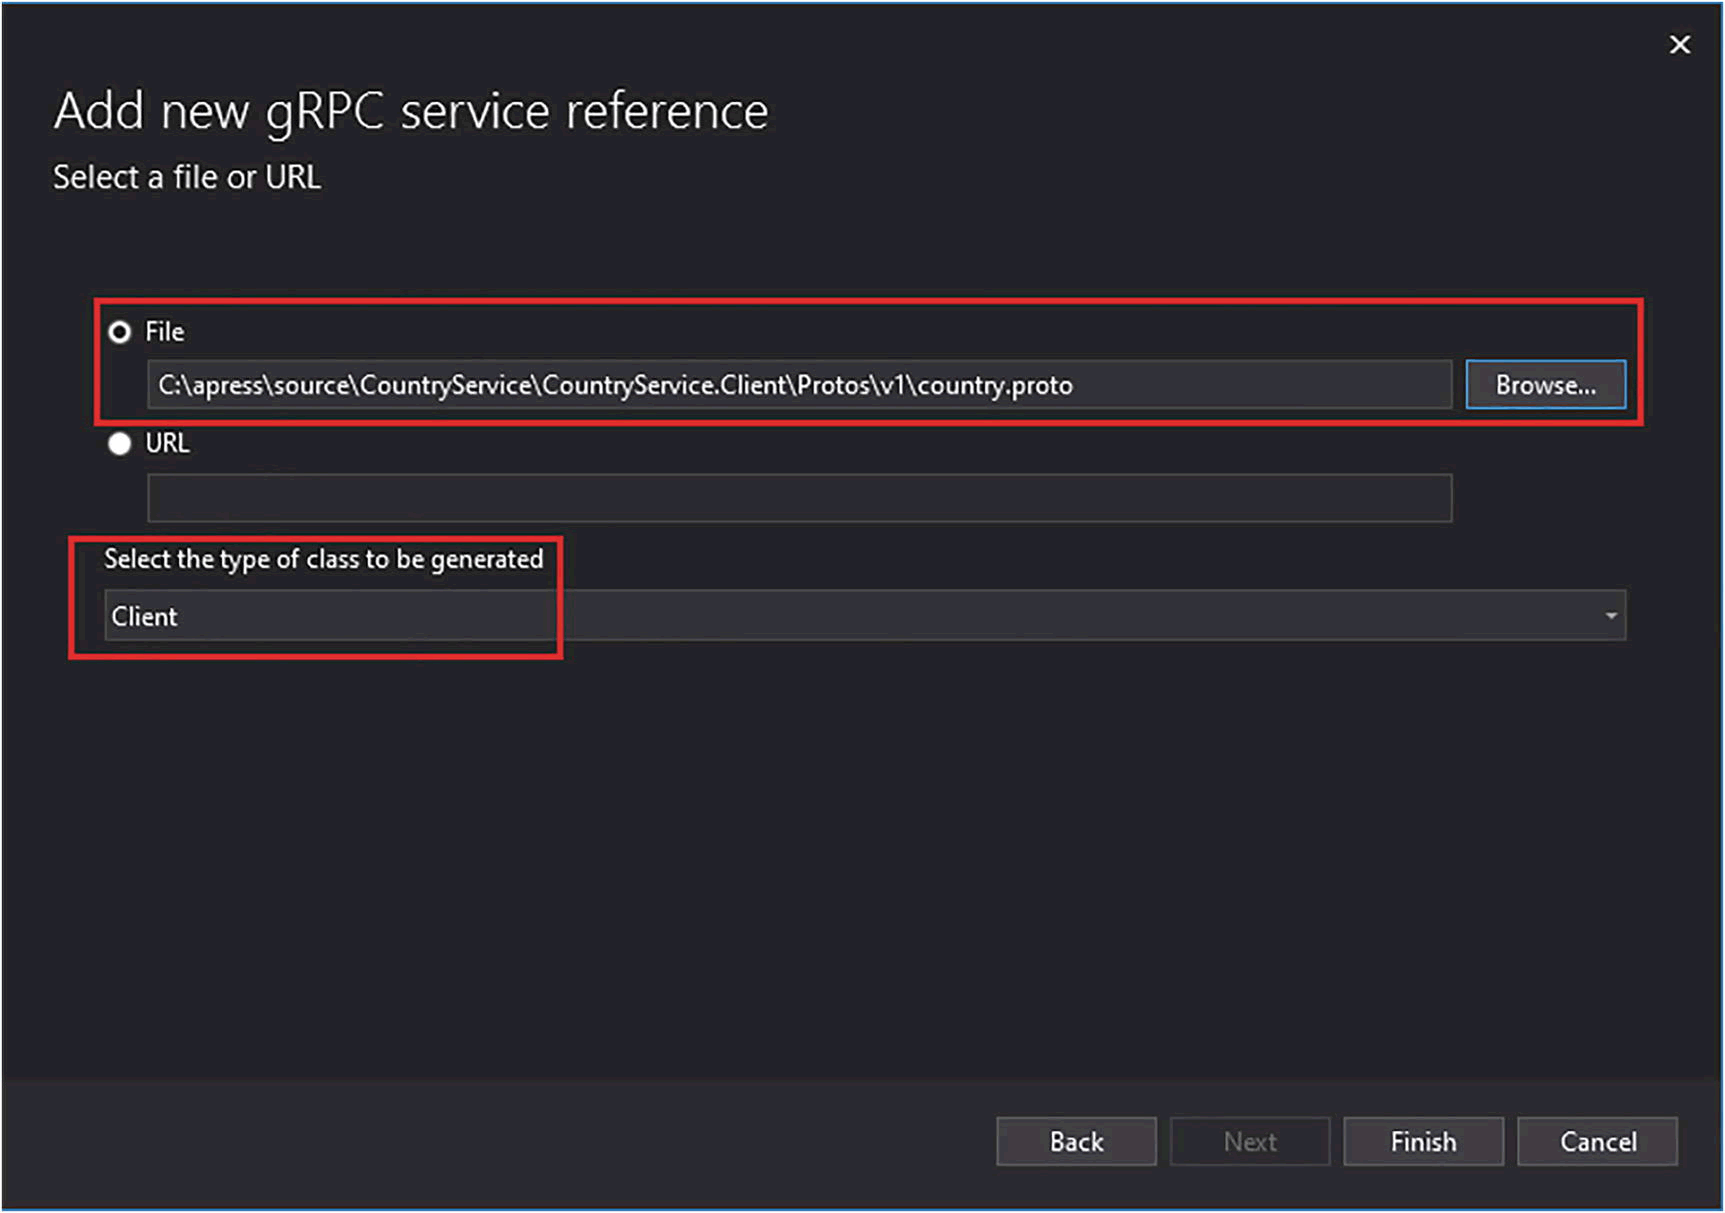 Add new gRPC service reference
Select a file or URL
File
C:\apress\source\CountryService\CountryService.Client\Protos\v1\country.proto
Browse...
URL
Select the type of class to be generated
Client
Back
Next
Finish
Cancel